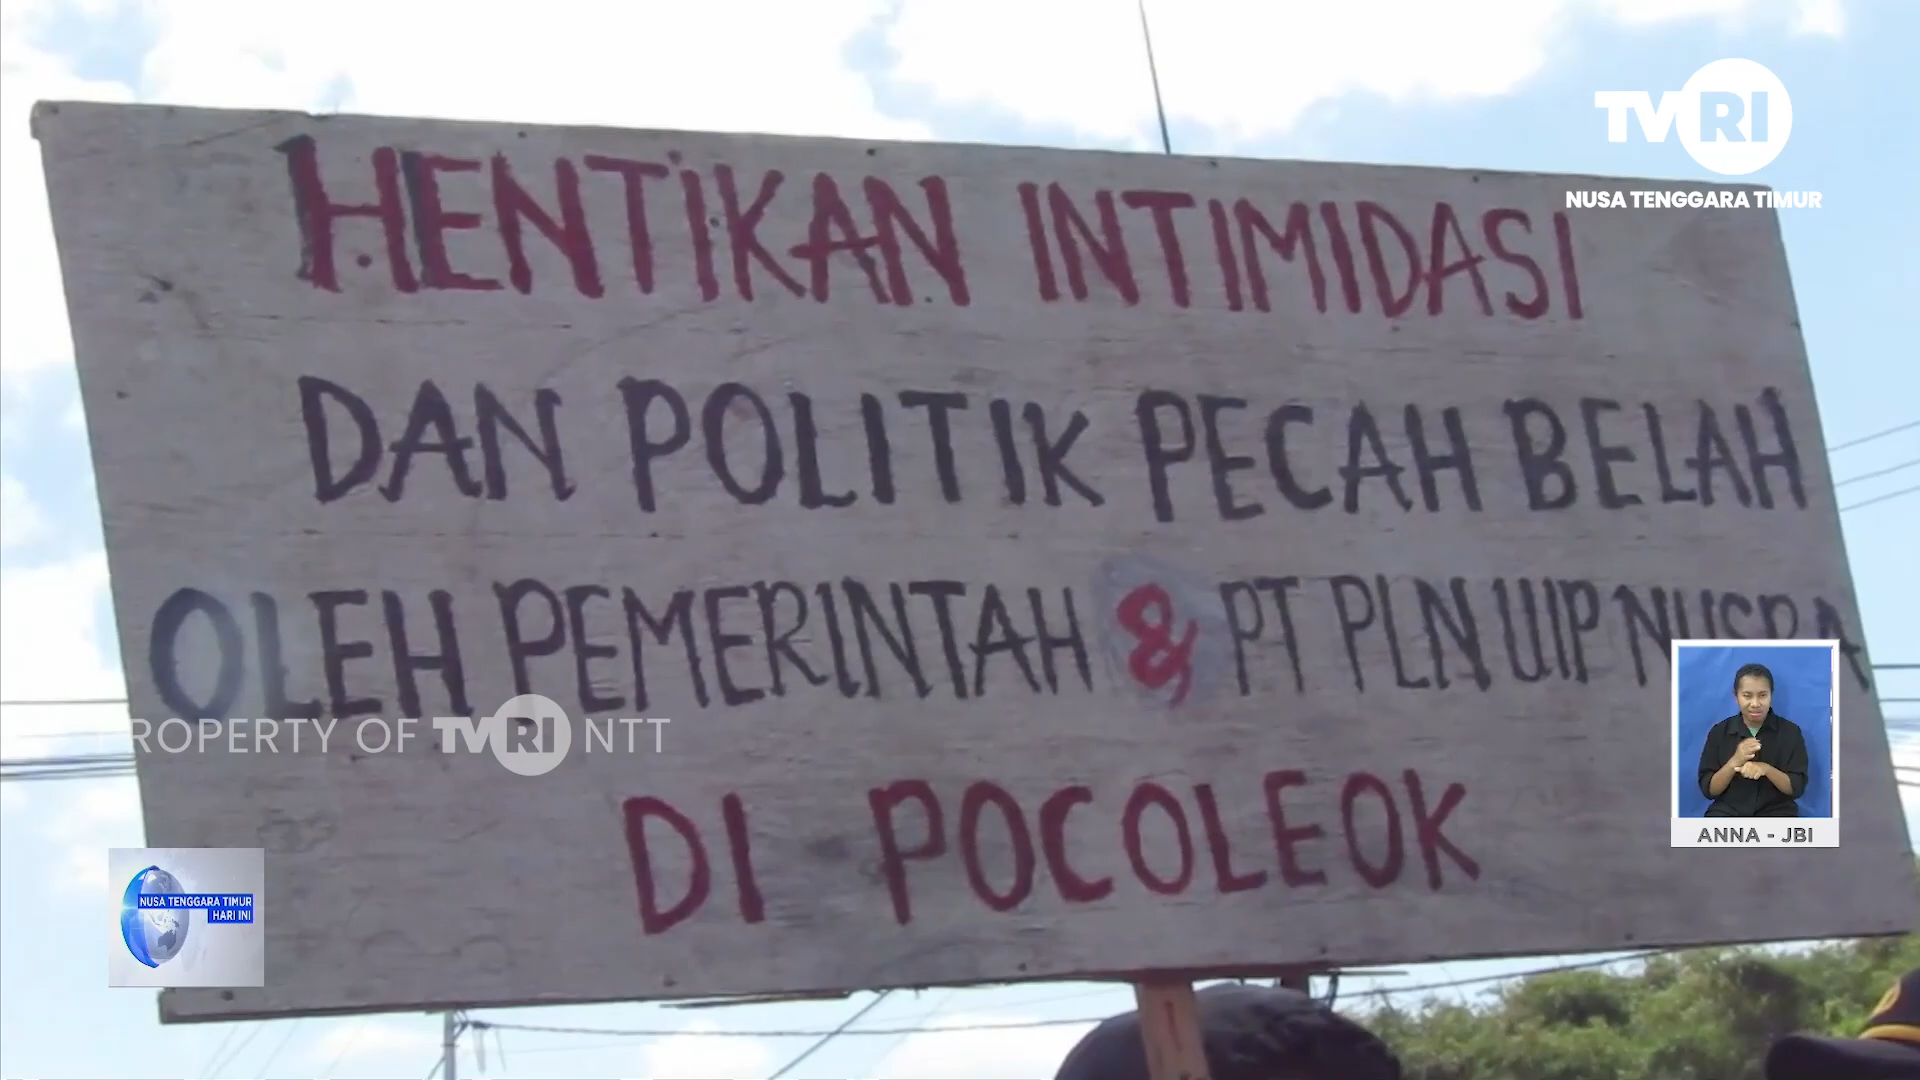 TVRI
NUSA TENGGARA TIMUR
HENTIKAN INTIMIDASI
DAN POLITIK PECAH BELAH
OLEH PEMERINTAH & PT PLN UIP NUSRA
PROPERTY OF TVRI NTT
DI POCOLEOK
ANNA - JBI
NUSA TENGGARA TIMUR
HARI INI